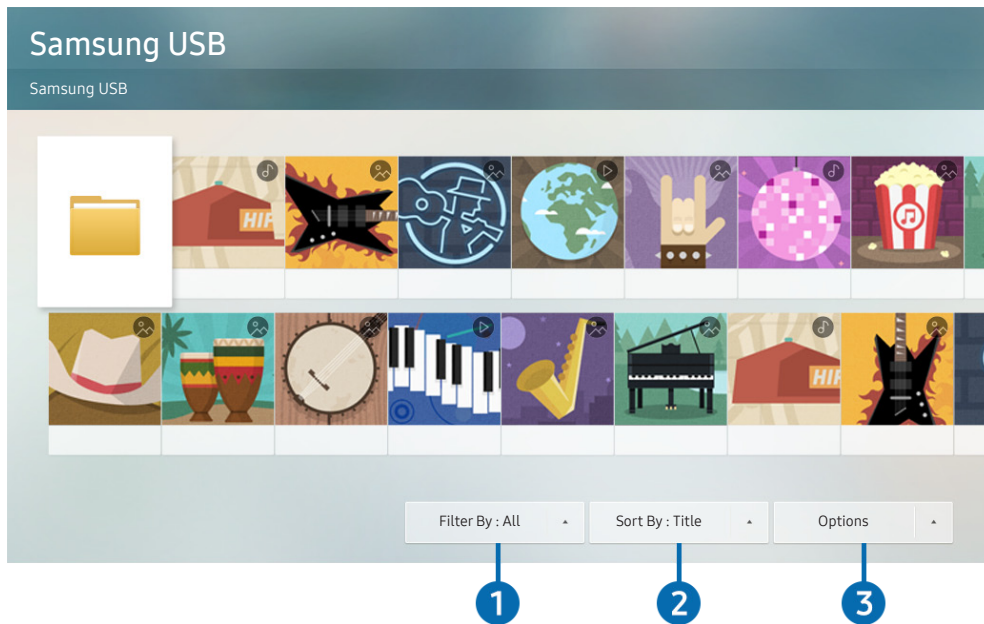 Samsung USB
Samsung USB
HIP
HIP
Filter By : All
Sort By : Title
Options
1
2
3